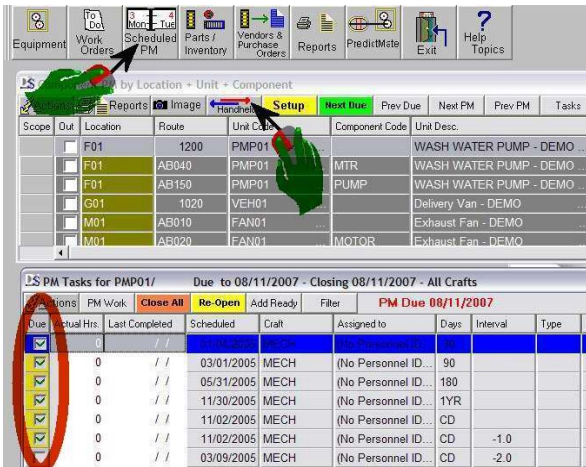 To Do!
3 4
Mon Tue
Equipment
Work Orders
Scheduled PM
Parts / Inventory
Vendors & Purchase Orders
Reports
PredictMate
Exit
Help Topics
PM by Location + Unit + Component
Reports Image Handheld Setup Next Due Prev Due Next PM Prev PM Tasks
Scope Out Location Route Unit Code Component Code Unit Desc.
F01 1200 PMP01 ... WASH WATER PUMP - DEMO ...
F01 AB040 PMP01 MTR WASH WATER PUMP - DEMO ...
F01 AB150 PMP01 PUMP WASH WATER PUMP - DEMO ...
G01 1020 VEH01 ... Delivery Van - DEMO ...
M01 AB010 FAN01 ... Exhaust Fan - DEMO ...
M01 AB020 FAN01 MOTOR Exhaust Fan - DEMO ...
PM Tasks for PMP01/ Due to 08/11/2007 - Closing 08/11/2007 - All Crafts
Actions PM Work Close All Re-Open Add Ready Filter PM Due 08/11/2007
Due Actual Hrs. Last Completed Scheduled Craft Assigned to Days Interval Type
0 / / MECH (No Personnel ID... 30
0 / / 03/01/2005 MECH (No Personnel ID... 90
0 / / 05/31/2005 MECH (No Personnel ID... 180
0 / / 11/30/2005 MECH (No Personnel ID... 1YR
0 / / 11/02/2005 MECH (No Personnel ID... CD
0 / / 11/02/2005 MECH (No Personnel ID... CD -1.0
0 / / 03/09/2005 MECH (No Personnel ID... CD -2.0